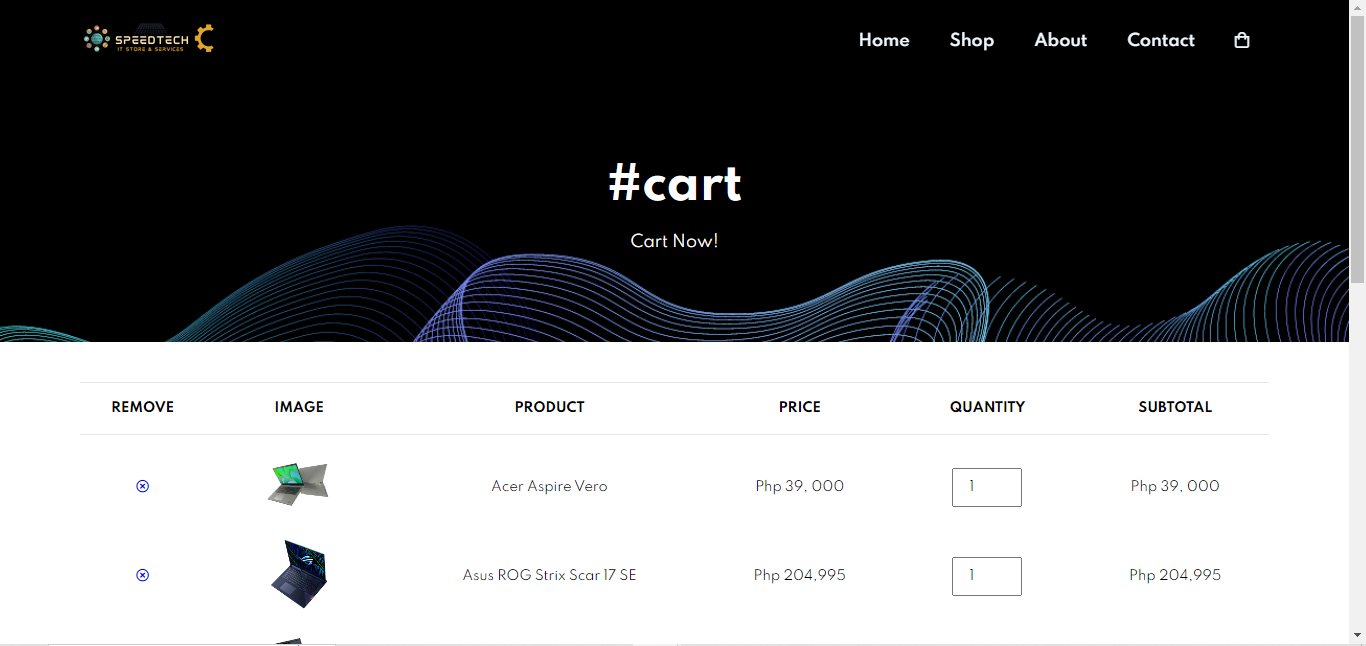 SPEEDTECH
IT STORE & SERVICES
Home Shop About Contact
#cart
Cart Now!
REMOVE IMAGE PRODUCT PRICE QUANTITY SUBTOTAL
Acer Aspire Vero Php 39, 000 1 Php 39, 000
Asus ROG Strix Scar 17 SE Php 204,995 1 Php 204,995